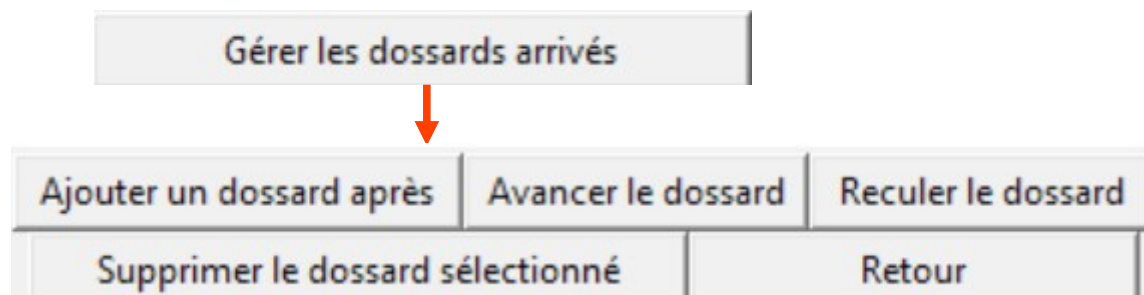 Gérer les dossards arrivés
Ajouter un dossard après Avancer le dossard Reculer le dossard
Supprimer le dossard sélectionné Retour